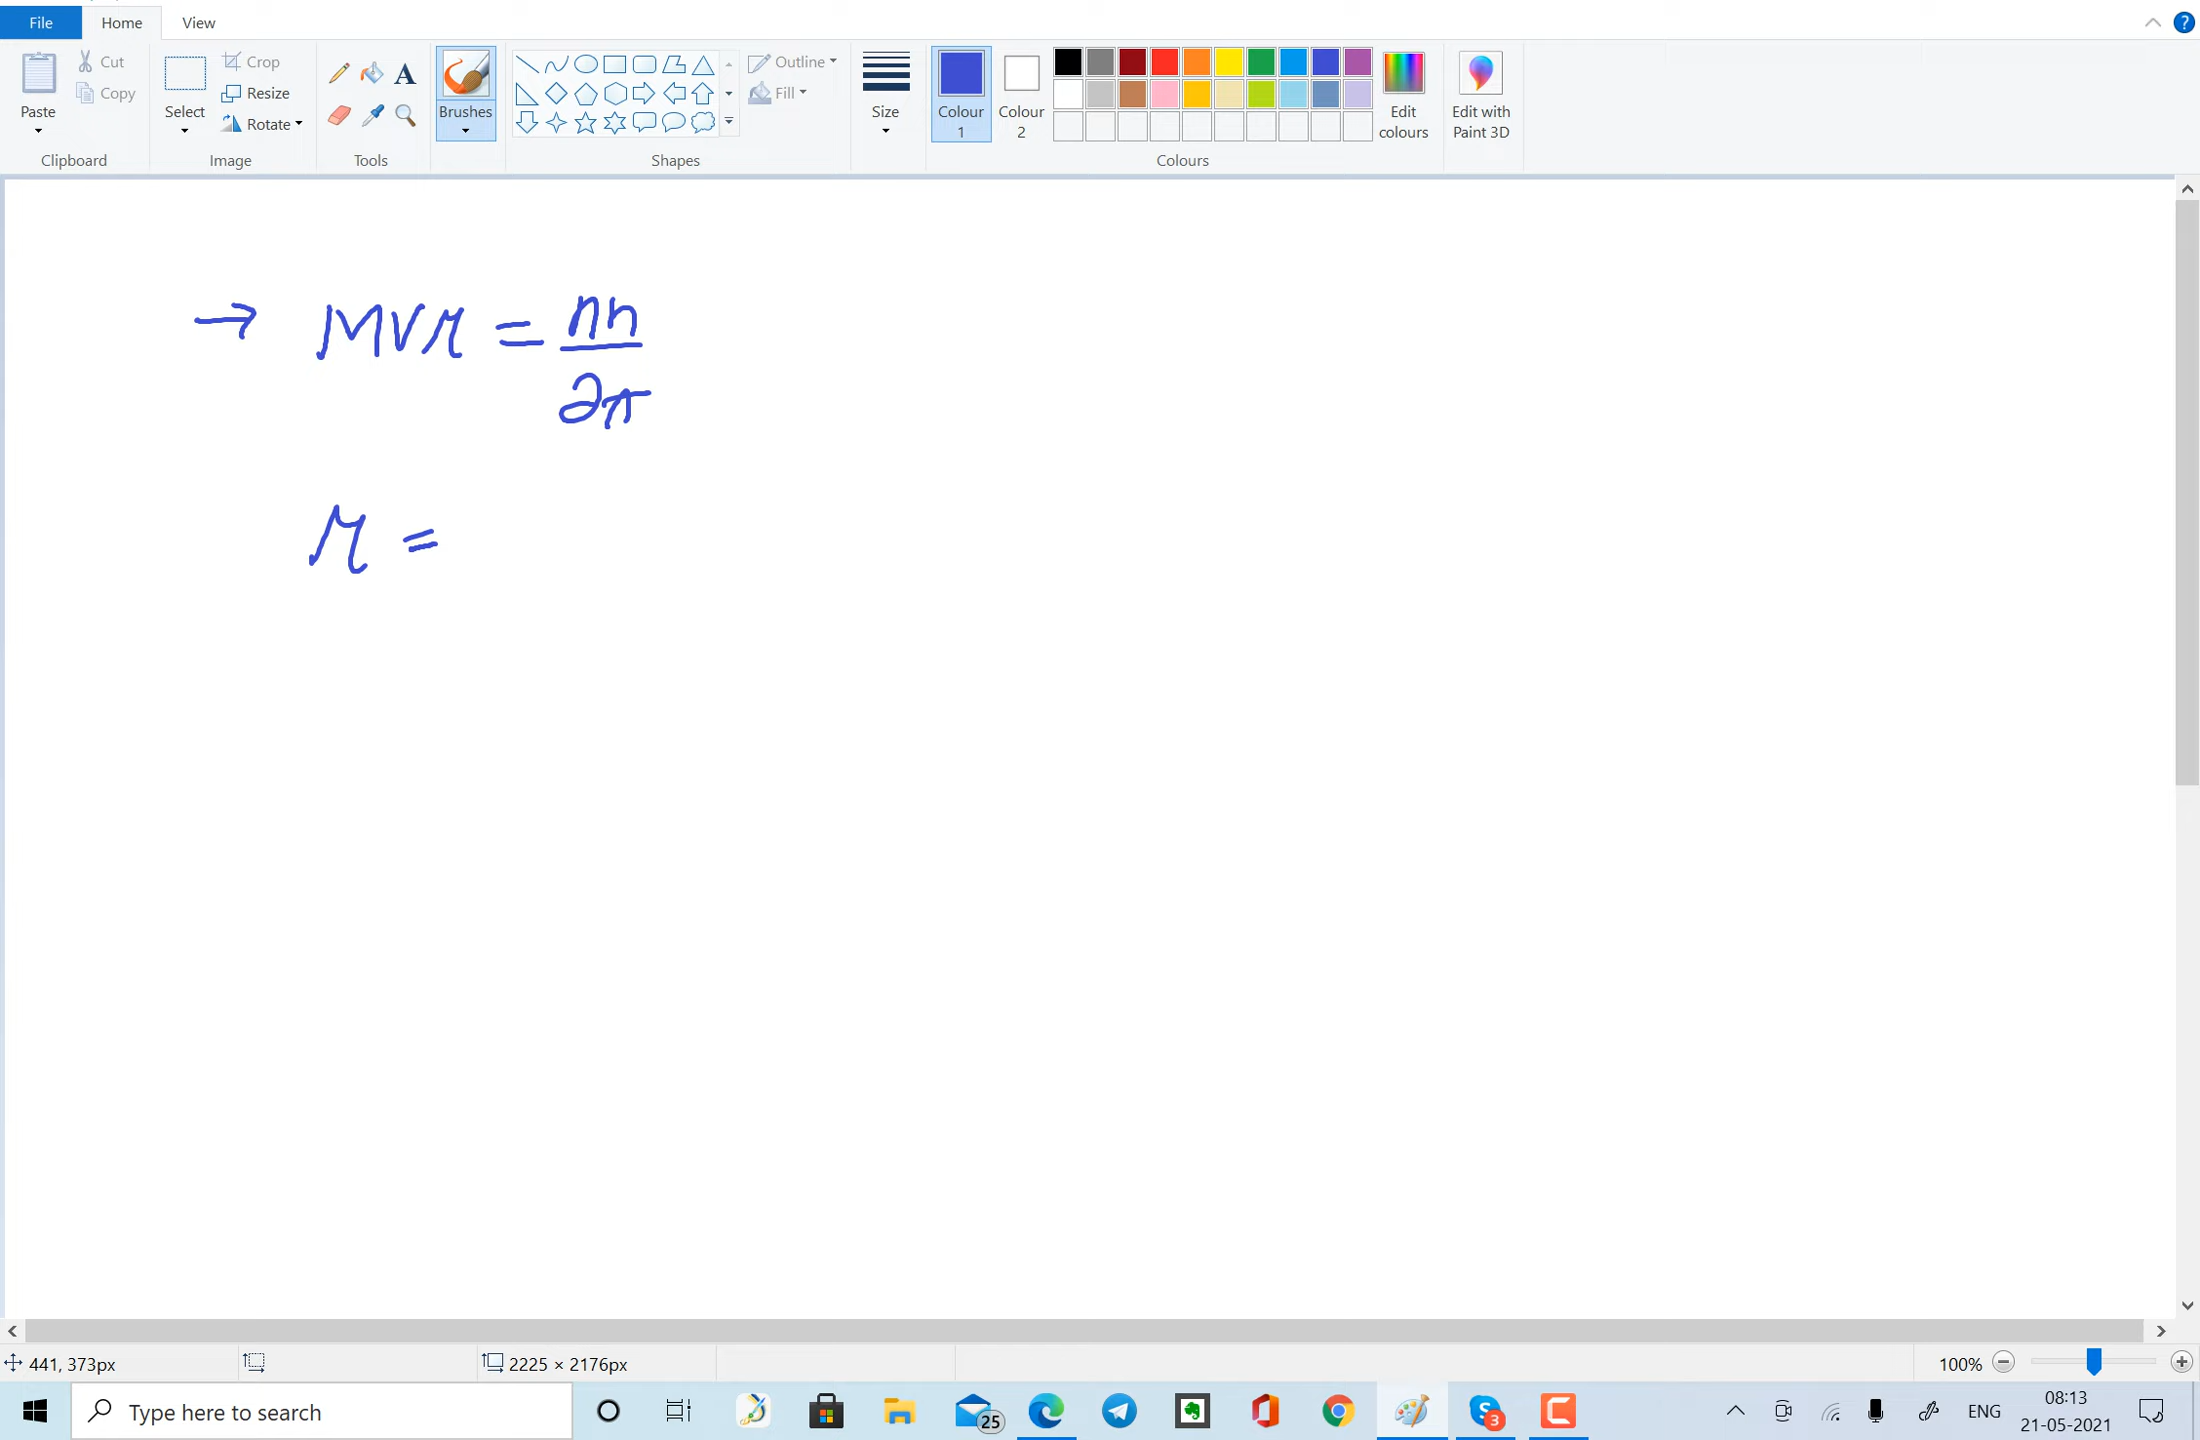 File Home View
Paste Cut Copy Clipboard
Select Crop Resize Rotate Image
Tools
Brushes
Shapes
Outline Fill
Size
Colour 1 Colour 2 Edit colours Colours
Edit with Paint 3D
→ mvr = nh
2π
r =
441, 373px 2225 × 2176px 100%
Type here to search 25 3 ENG 08:13
21-05-2021